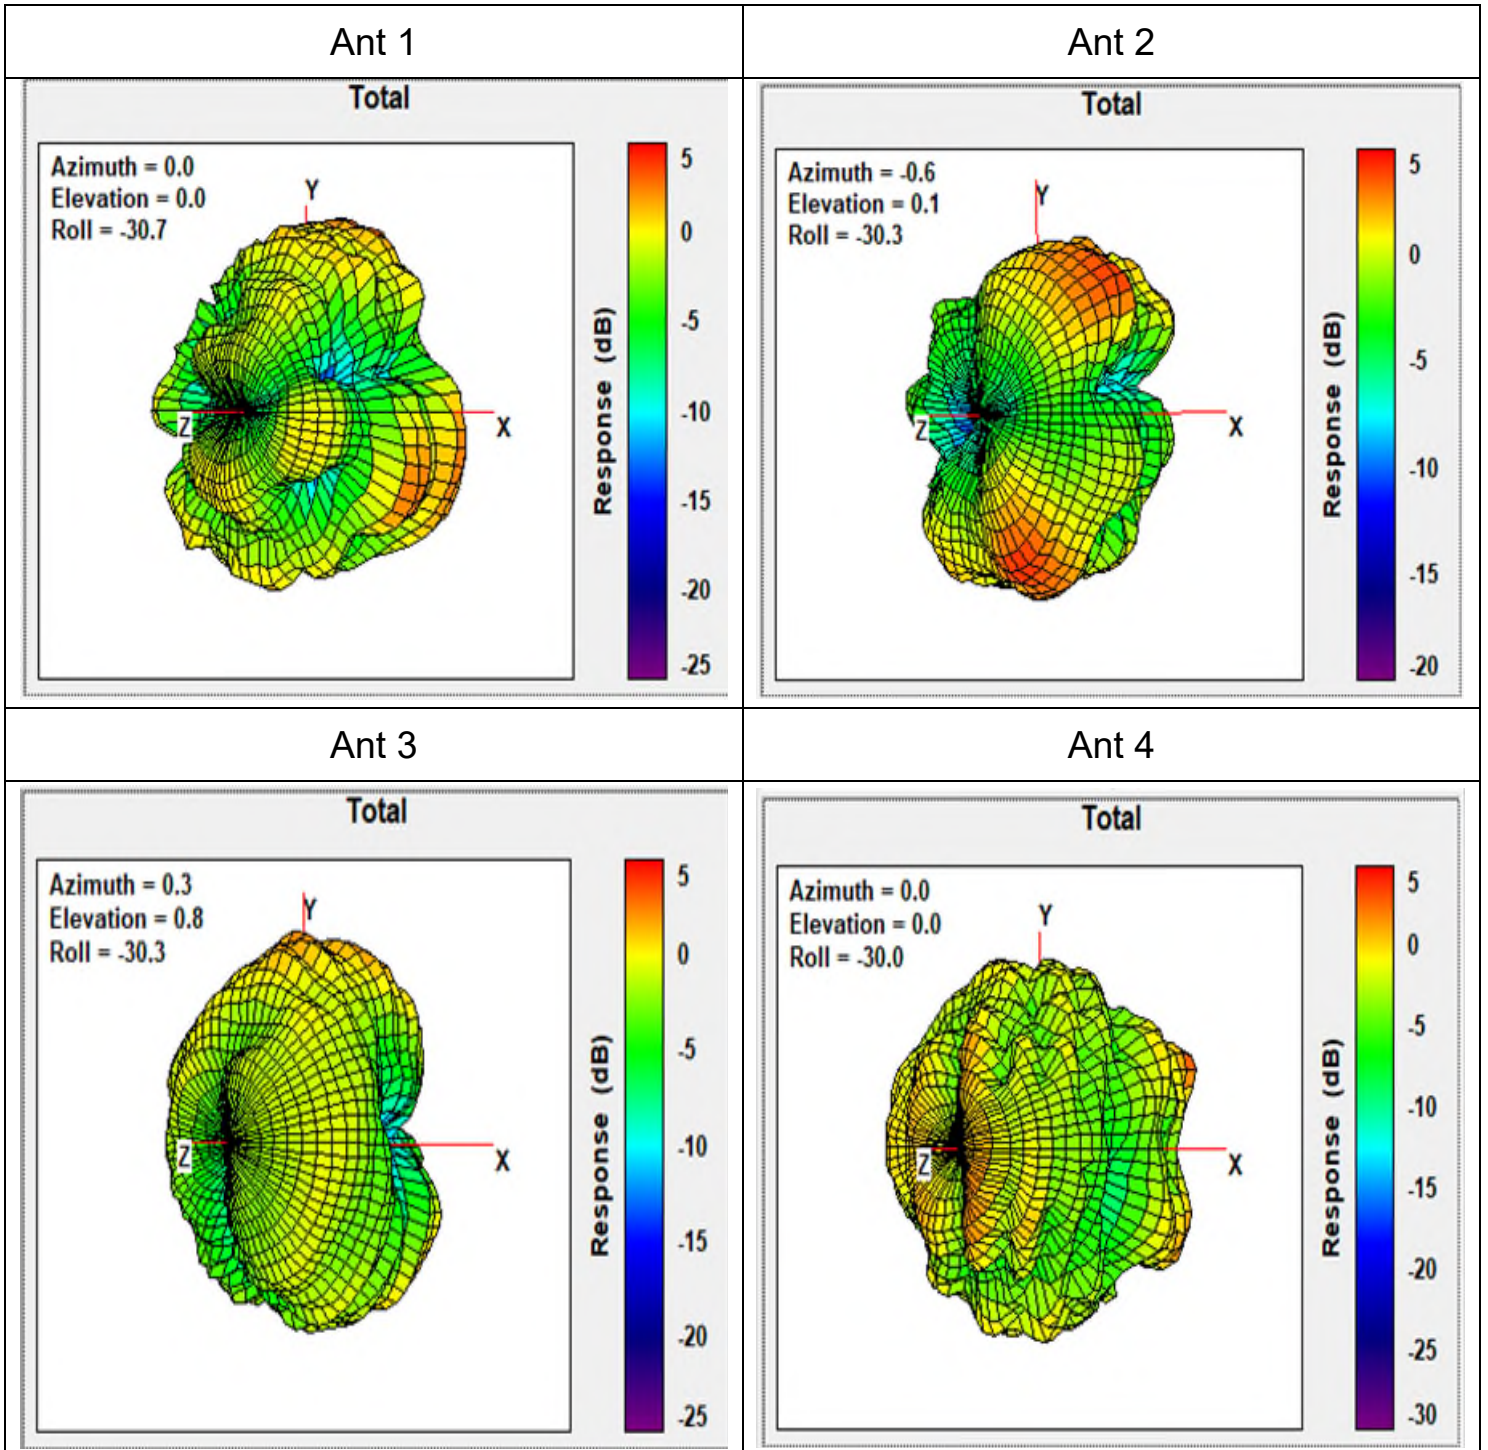 Ant 1
Ant 2
Total
Azimuth = 0.0
Elevation = 0.0
Roll = -30.7
Y
Z
X
Response (dB)
5
0
-5
-10
-15
-20
-25
Total
Azimuth = -0.6
Elevation = 0.1
Roll = -30.3
Y
Z
X
Response (dB)
5
0
-5
-10
-15
-20
Ant 3
Ant 4
Total
Azimuth = 0.3
Elevation = 0.8
Roll = -30.3
Y
Z
X
Response (dB)
5
0
-5
-10
-15
-20
-25
Total
Azimuth = 0.0
Elevation = 0.0
Roll = -30.0
Y
Z
X
Response (dB)
5
0
-5
-10
-15
-20
-25
-30